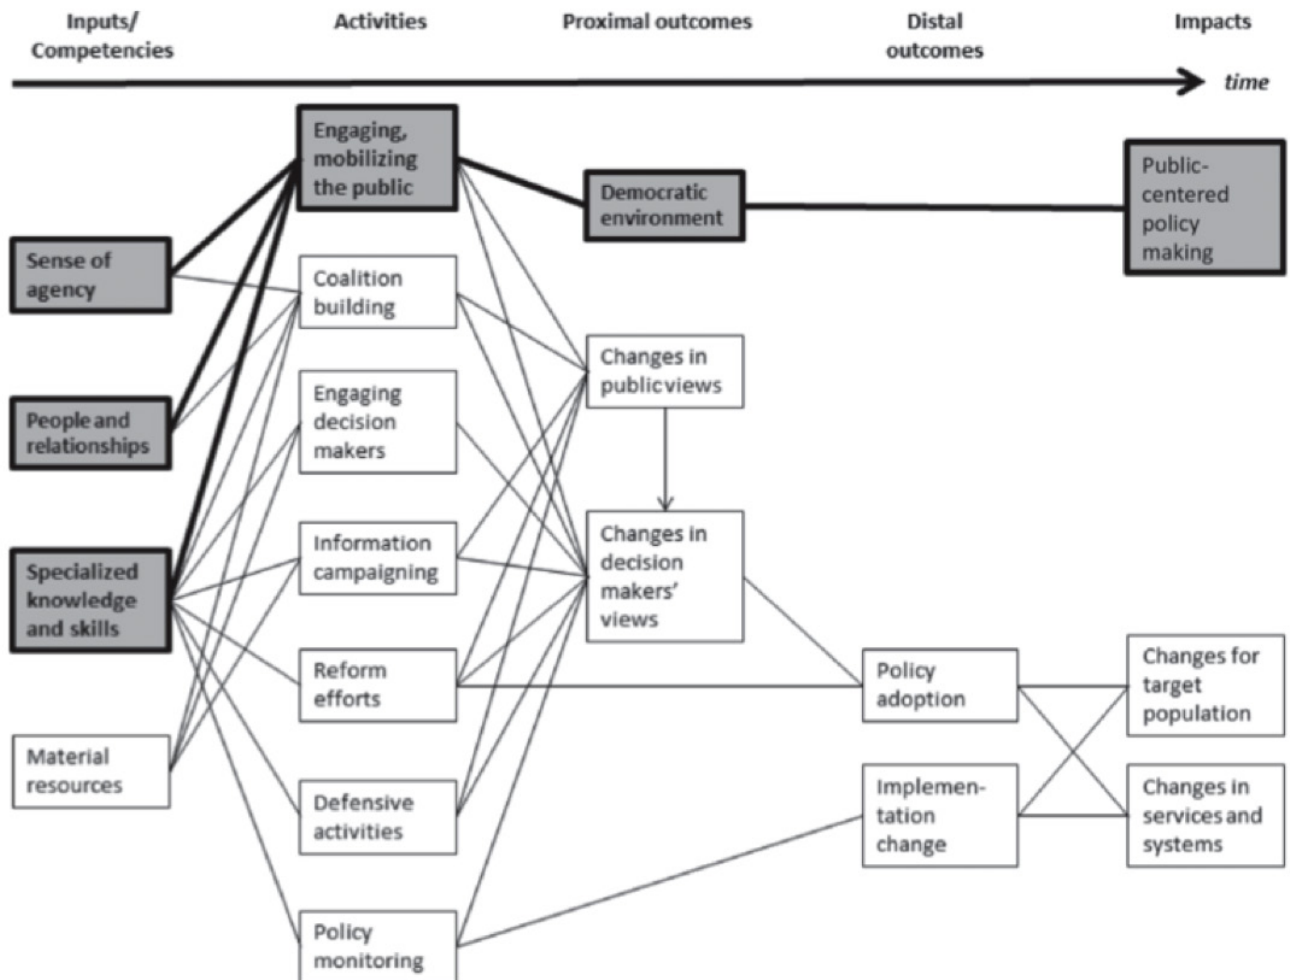 Inputs/
Competencies
Activities
Proximal outcomes
Distal
outcomes
Impacts
time
Engaging,
mobilizing
the public
Democratic
environment
Public-
centered
policy
making
Sense of
agency
Coalition
building
Changes in
public views
People and
relationships
Engaging
decision
makers
Specialized
knowledge
and skills
Information
campaigning
Changes in
decision
makers’
views
Reform
efforts
Policy
adoption
Changes for
target
population
Material
resources
Defensive
activities
Implemen-
tation
change
Changes in
services and
systems
Policy
monitoring